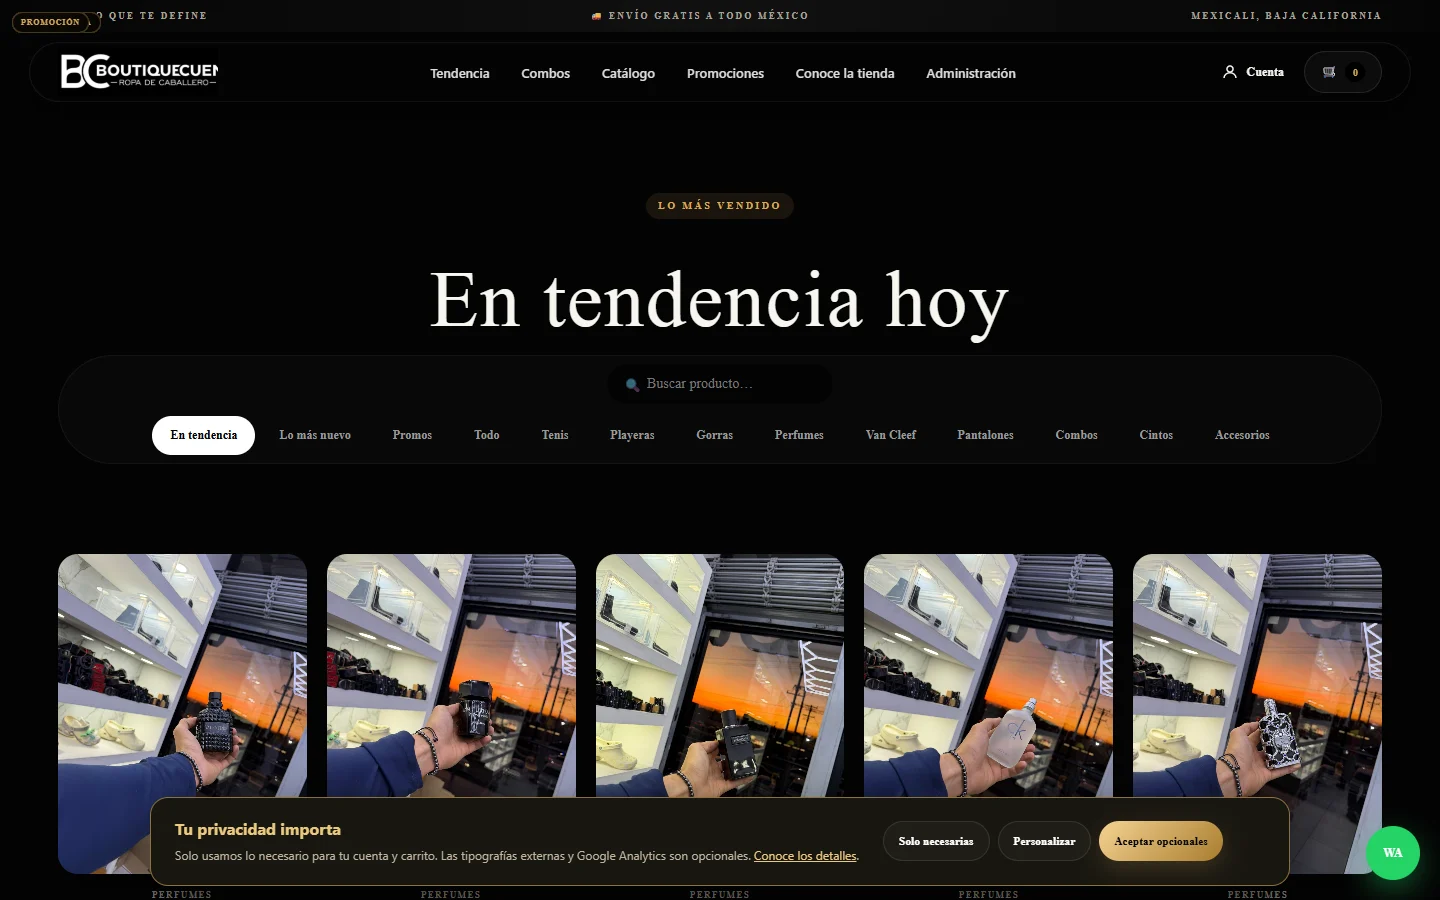 PROMOCIÓN
O QUE TE DEFINE
ENVÍO GRATIS A TODO MÉXICO
MEXICALI, BAJA CALIFORNIA
BC BOUTIQUECUEN
ROPA DE CABALLERO
Tendencia
Combos
Catálogo
Promociones
Conoce la tienda
Administración
Cuenta
0
LO MÁS VENDIDO
En tendencia hoy
Buscar producto…
En tendencia
Lo más nuevo
Promos
Todo
Tenis
Playeras
Gorras
Perfumes
Van Cleef
Pantalones
Combos
Cintos
Accesorios
Tu privacidad importa
Solo usamos lo necesario para tu cuenta y carrito. Las tipografías externas y Google Analytics son opcionales. Conoce los detalles.
Solo necesarias
Personalizar
Aceptar opcionales
WA
PERFUMES
PERFUMES
PERFUMES
PERFUMES
PERFUMES